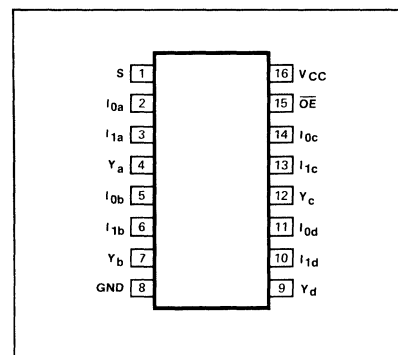 S 1 16 VCC
I0a 2 15 OE
I1a 3 14 I0c
Ya 4 13 I1c
I0b 5 12 Yc
I1b 6 11 I0d
Yb 7 10 I1d
GND 8 9 Yd